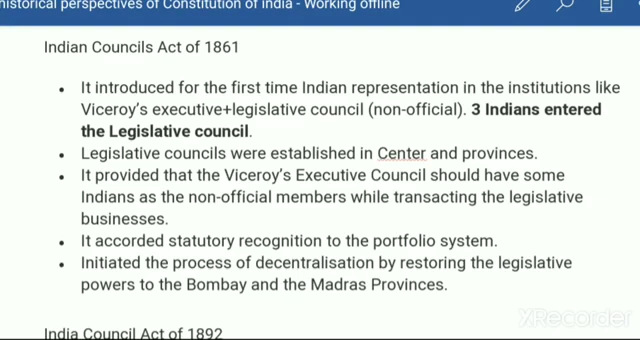 historical perspectives of Constitution of india - Working offline
Indian Councils Act of 1861
• It introduced for the first time Indian representation in the institutions like
Viceroy's executive+legislative council (non-official). 3 Indians entered
the Legislative council.
• Legislative councils were established in Center and provinces.
• It provided that the Viceroy's Executive Council should have some
Indians as the non-official members while transacting the legislative
businesses.
• It accorded statutory recognition to the portfolio system.
• Initiated the process of decentralisation by restoring the legislative
powers to the Bombay and the Madras Provinces.
XRecorder
India Council Act of 1892